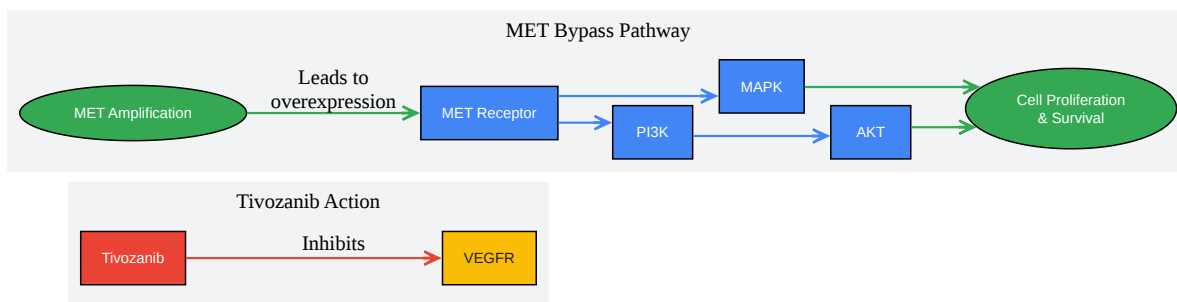 MET Bypass Pathway
MET Amplification
Leads to
overexpression
MET Receptor
MAPK
PI3K
AKT
Cell Proliferation
& Survival
Tivozanib Action
Tivozanib
Inhibits
VEGFR